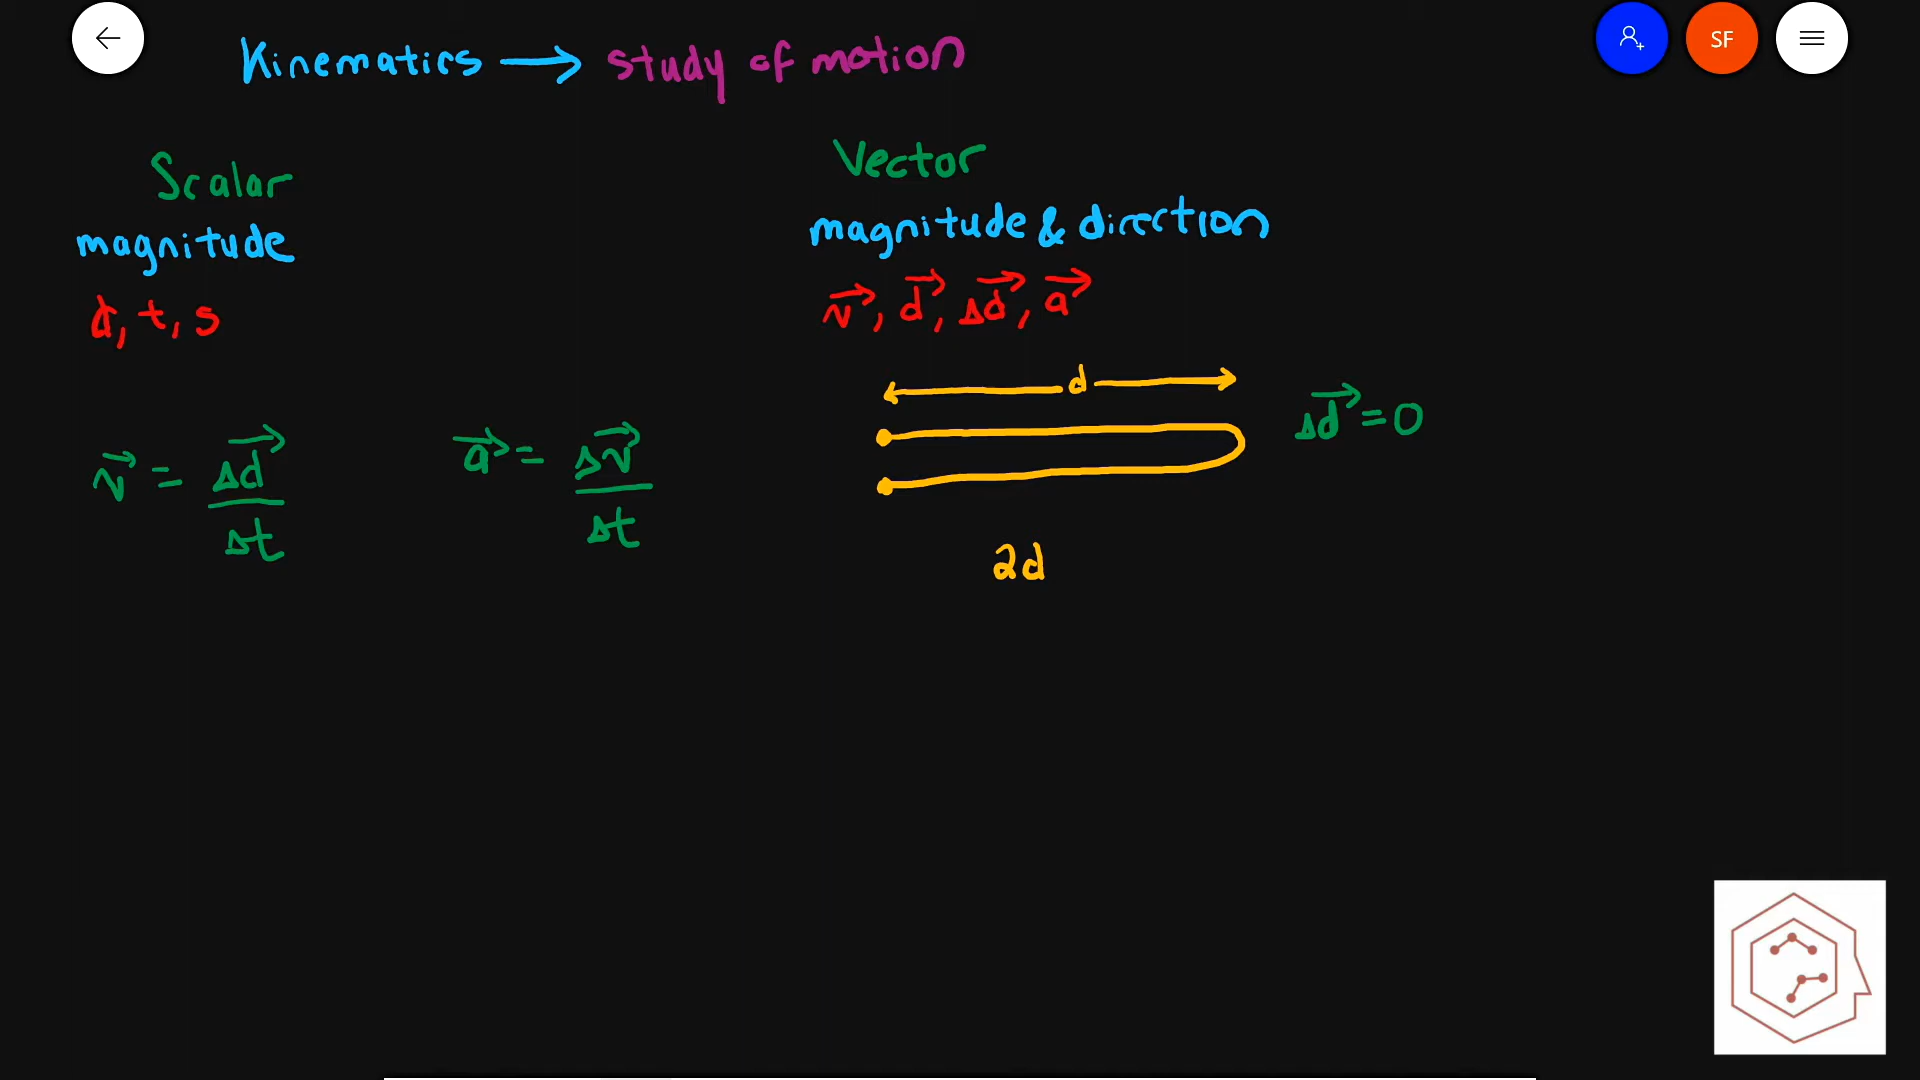 Kinematics → study of motion
SF
Scalar
magnitude
d, t, s
Vector
magnitude & direction
v⃗, d⃗, Δd⃗, a⃗
v⃗ = Δd⃗/Δt
a⃗ = Δv⃗/Δt
d
Δd⃗ = 0
2d